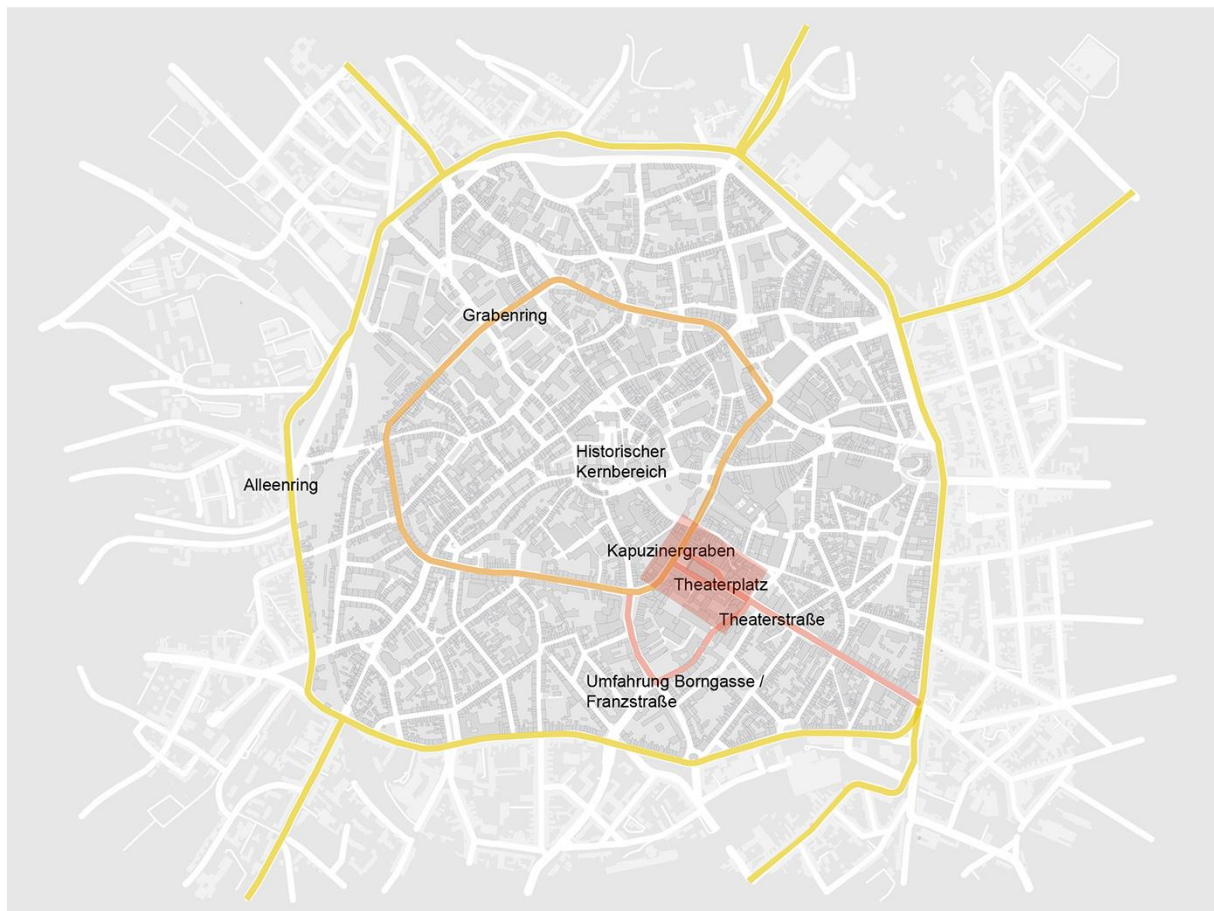 Grabenring
Historischer
Kernbereich
Alleenring
Kapuzinergraben
Theaterplatz
Theaterstraße
Umfahrung Borngasse /
Franzstraße